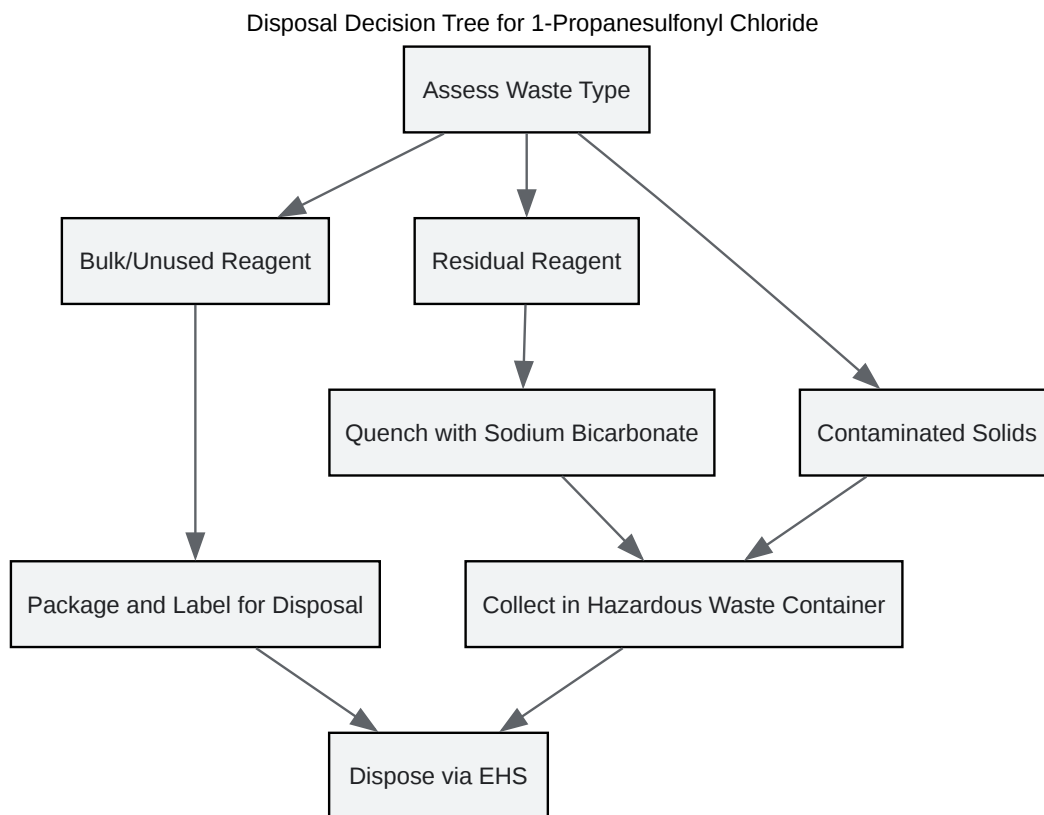 Disposal Decision Tree for 1-Propanesulfonyl Chloride
Assess Waste Type
Bulk/Unused Reagent
Residual Reagent
Quench with Sodium Bicarbonate
Contaminated Solids
Package and Label for Disposal
Collect in Hazardous Waste Container
Dispose via EHS